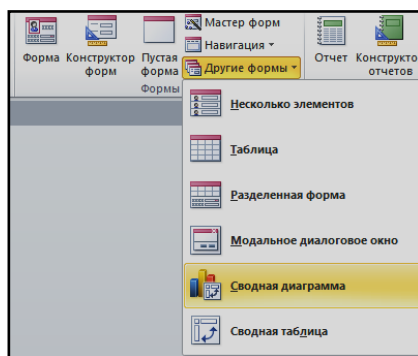 Форма
Конструктор форм
Пустая форма
Мастер форм
Навигация
Другие формы
Формы
Отчет
Конструкто отчетов
Несколько элементов
Таблица
Разделенная форма
Модальное диалоговое окно
Сводная диаграмма
Сводная таблица